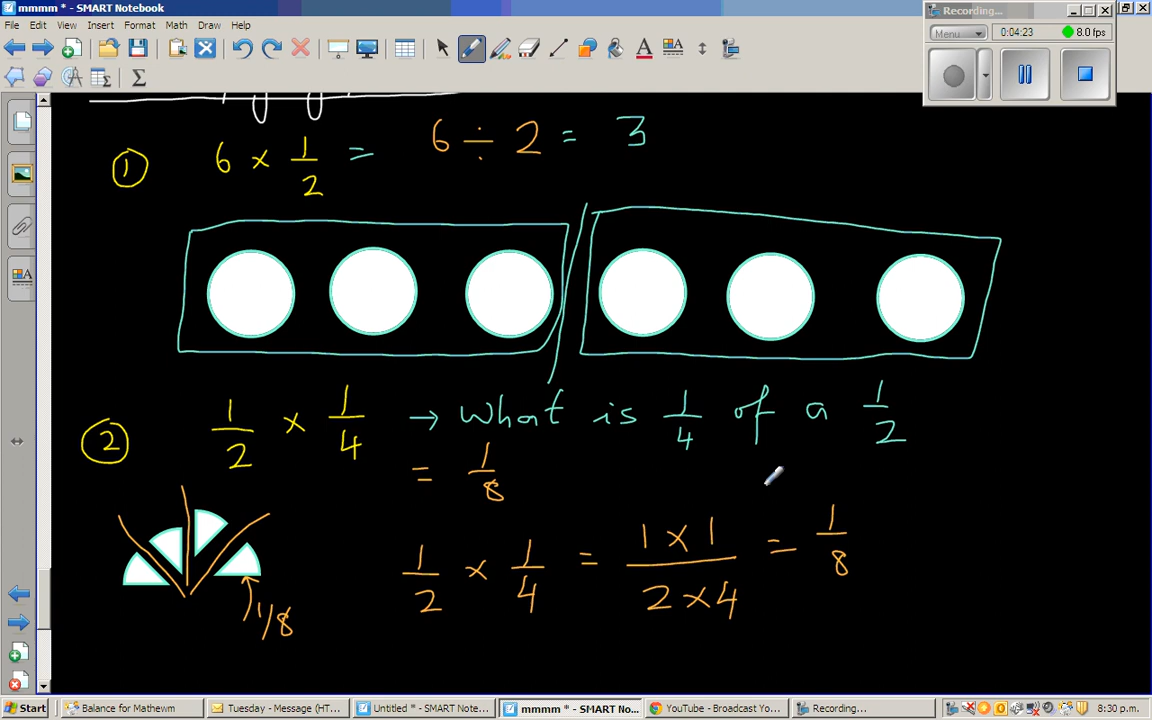 mmmm * - SMART Notebook
File Edit View Insert Format Math Draw Help
Recording...
Menu
04:23
8.0 fps
① 6 × 1/2 = 6 ÷ 2 = 3
② 1/2 × 1/4 → What is 1/4 of a 1/2
= 1/8
1/2 × 1/4 = 1 × 1 / 2 × 4 = 1/8
1/8
Start
Balance for Mathewm
Tuesday - Message (HT...
Untitled * - SMART Not...
mmmm * - SMART No...
YouTube - Broadcast Yo...
Recording...
8:30 p.m.